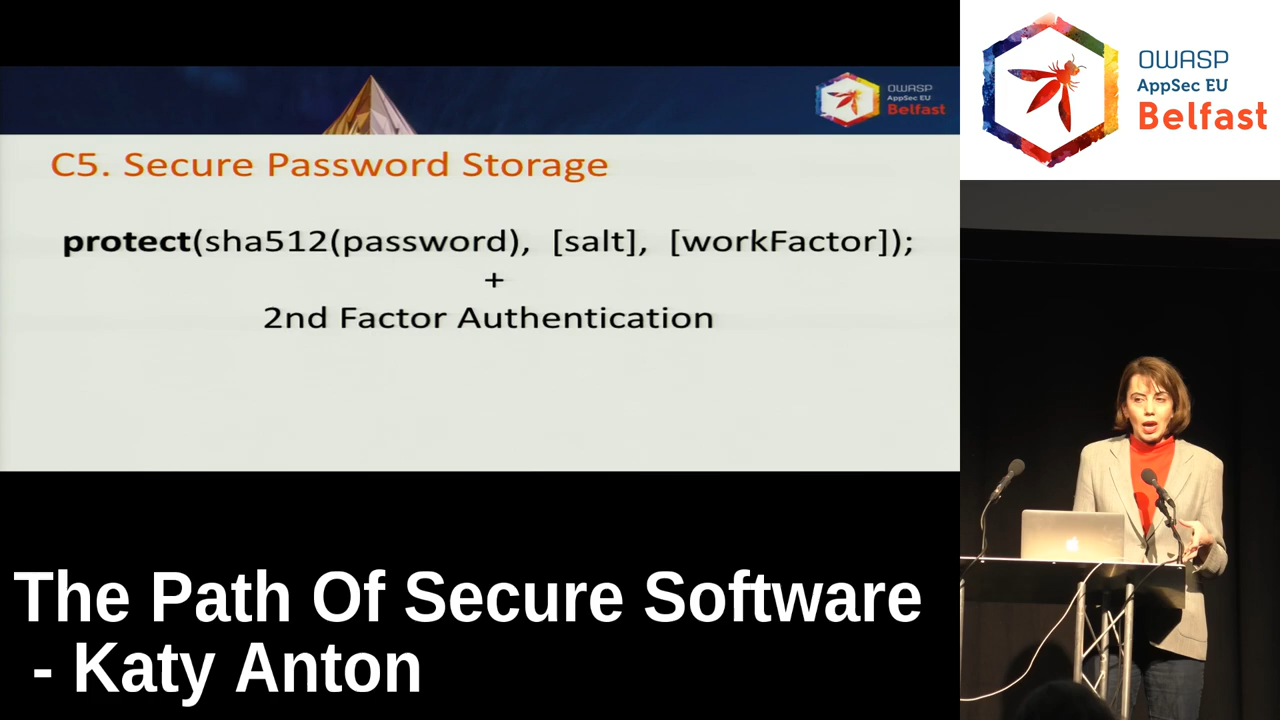 OWASP
AppSec EU
Belfast
C5. Secure Password Storage
protect(sha512(password), [salt], [workFactor]);
+
2nd Factor Authentication
OWASP
AppSec EU
Belfast
The Path Of Secure Software
- Katy Anton